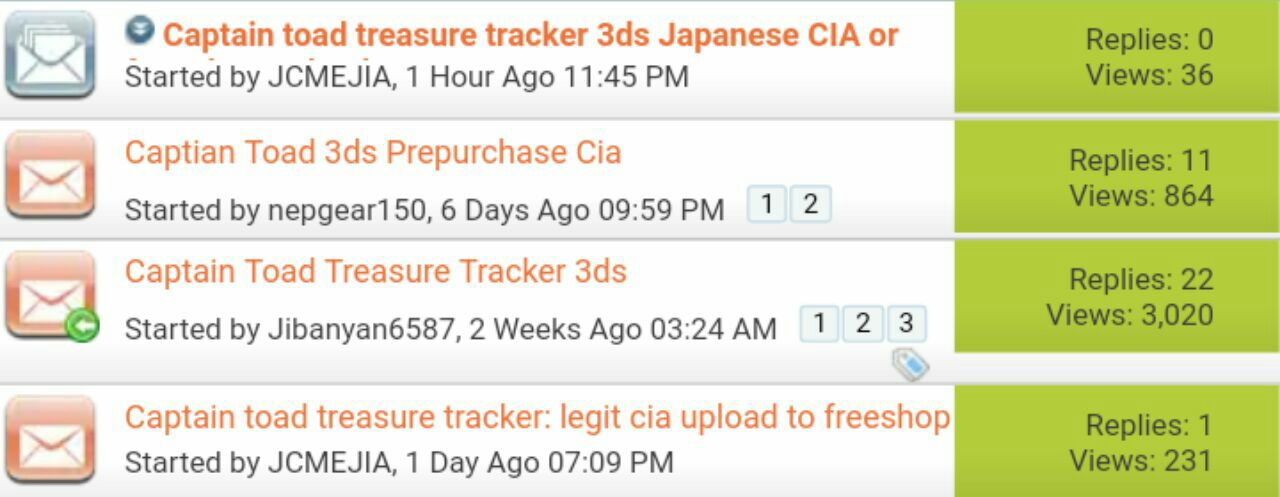 Captain toad treasure tracker 3ds Japanese CIA or
Started by JCMEJIA, 1 Hour Ago 11:45 PM
Replies: 0
Views: 36
Captian Toad 3ds Prepurchase Cia
Started by nepgear150, 6 Days Ago 09:59 PM 1 2
Replies: 11
Views: 864
Captain Toad Treasure Tracker 3ds
Started by Jibanyan6587, 2 Weeks Ago 03:24 AM 1 2 3
Replies: 22
Views: 3,020
Captain toad treasure tracker: legit cia upload to freeshop
Started by JCMEJIA, 1 Day Ago 07:09 PM
Replies: 1
Views: 231